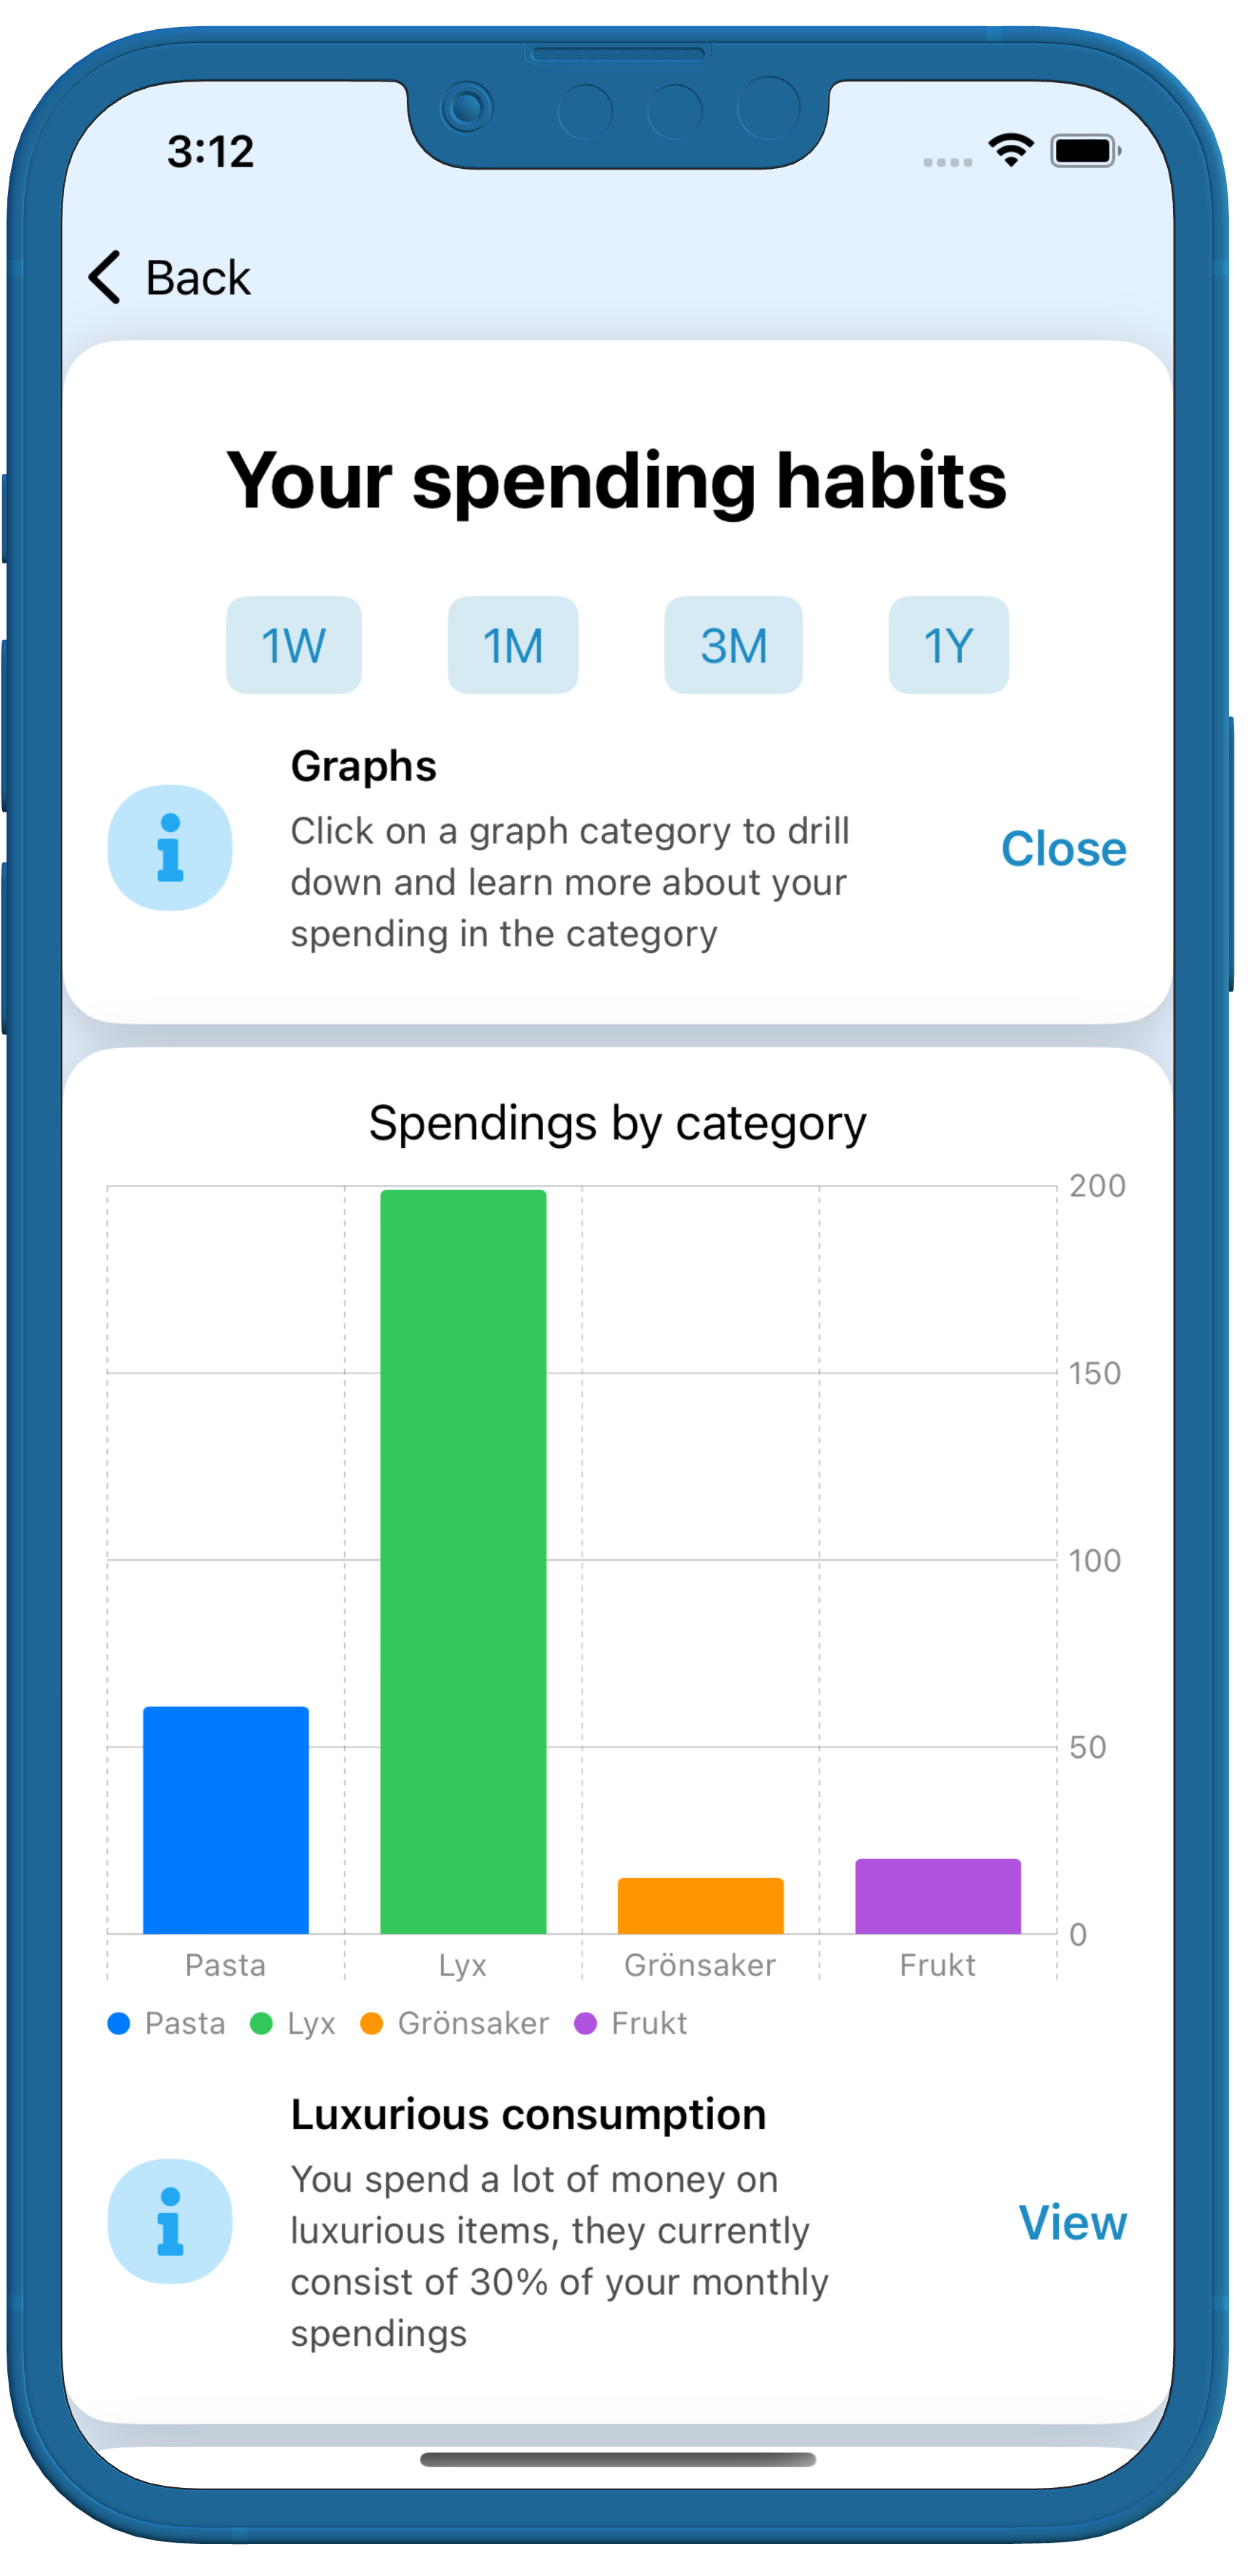 3:12
Back
Your spending habits
1W 1M 3M 1Y
Graphs
Click on a graph category to drill
down and learn more about your
spending in the category
Close
Spendings by category
200
150
100
50
0
Pasta Lyx Grönsaker Frukt
Pasta Lyx Grönsaker Frukt
Luxurious consumption
You spend a lot of money on
luxurious items, they currently
consist of 30% of your monthly
spendings
View